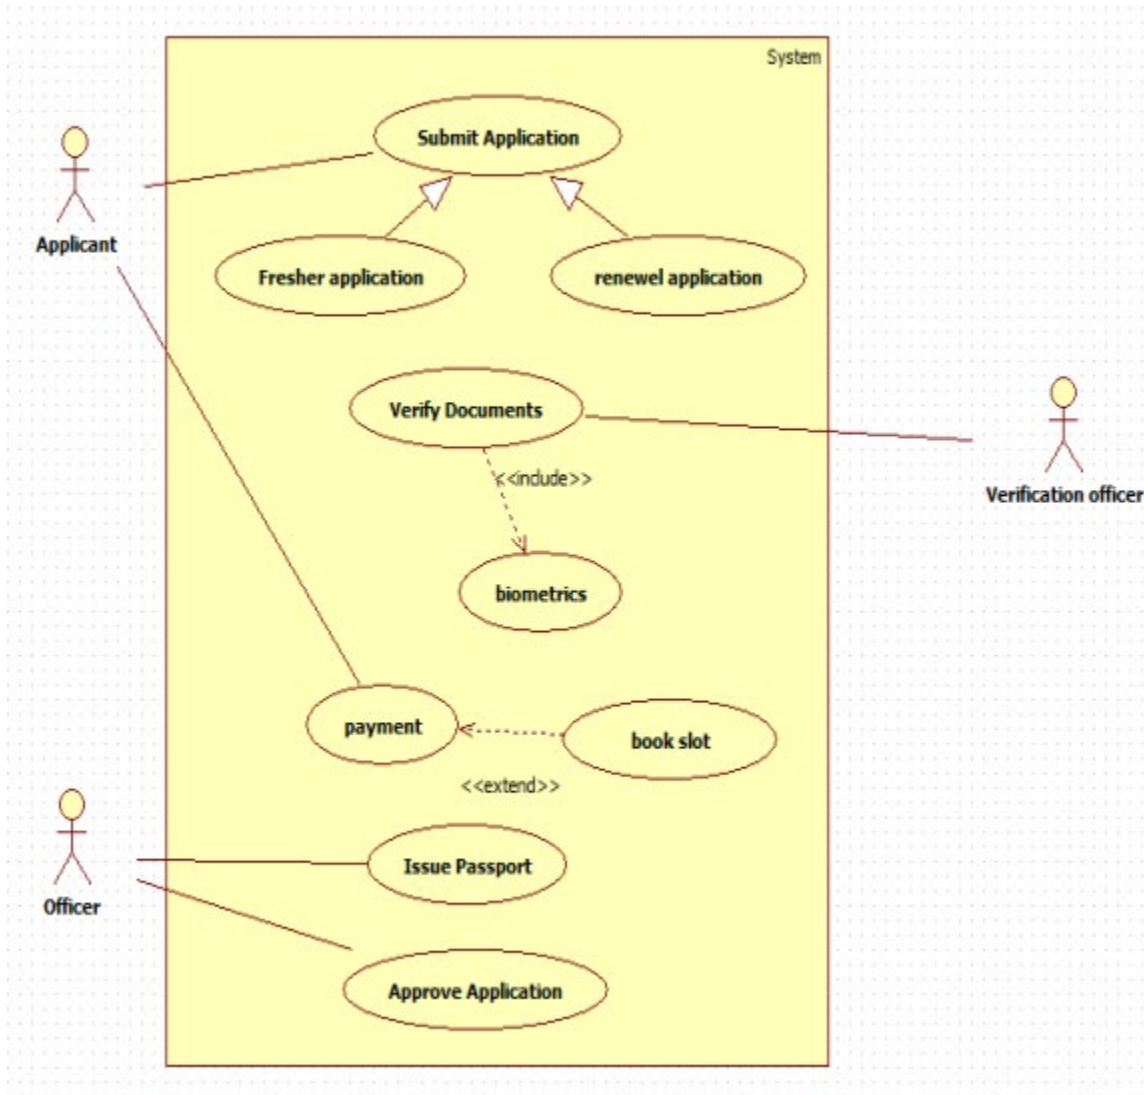 System
Submit Application
Applicant
Fresher application
renewel application
Verify Documents
<<include>>
Verification officer
biometrics
payment
book slot
<<extend>>
Issue Passport
Officer
Approve Application